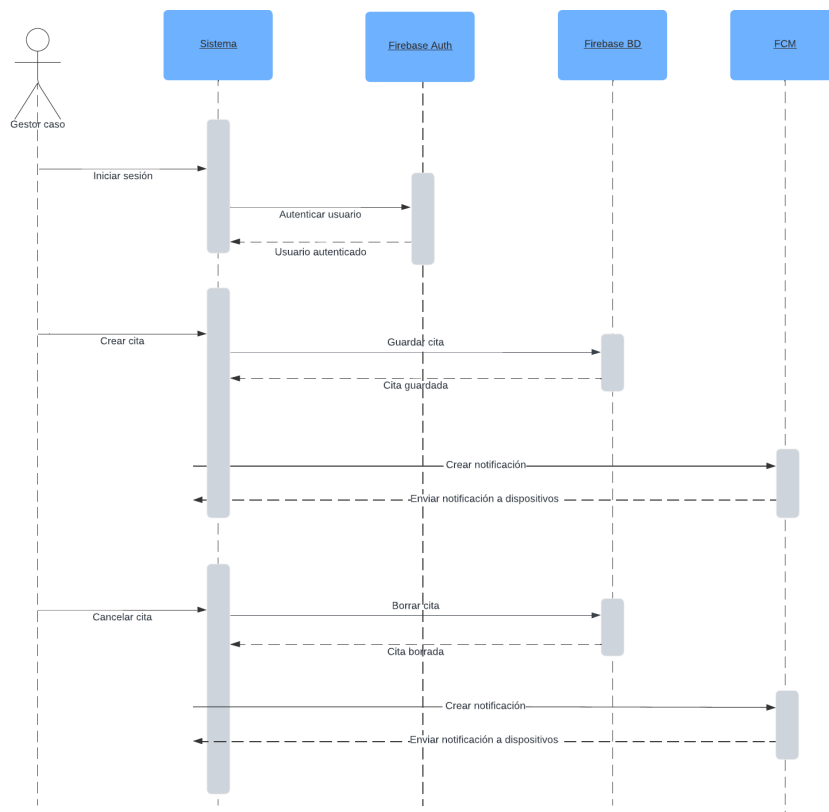 Sistema
Firebase Auth
Firebase BD
FCM
Gestor caso
Iniciar sesión
Autenticar usuario
Usuario autenticado
Crear cita
Guardar cita
Cita guardada
Crear notificación
Enviar notificación a dispositivos
Cancelar cita
Borrar cita
Cita borrada
Crear notificación
Enviar notificación a dispositivos